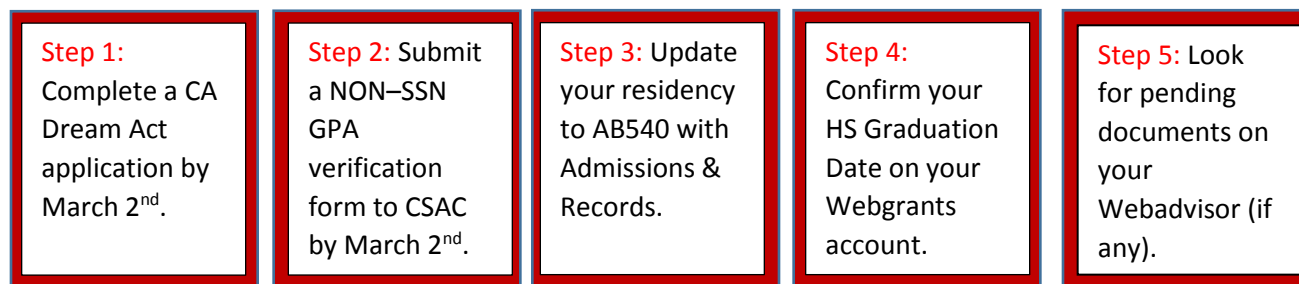 Step 1:
Complete a CA
Dream Act
application by
March 2nd.
Step 2: Submit
a NON–SSN
GPA
verification
form to CSAC
by March 2nd.
Step 3: Update
your residency
to AB540 with
Admissions &
Records.
Step 4:
Confirm your
HS Graduation
Date on your
Webgrants
account.
Step 5: Look
for pending
documents on
your
Webadvisor (if
any).